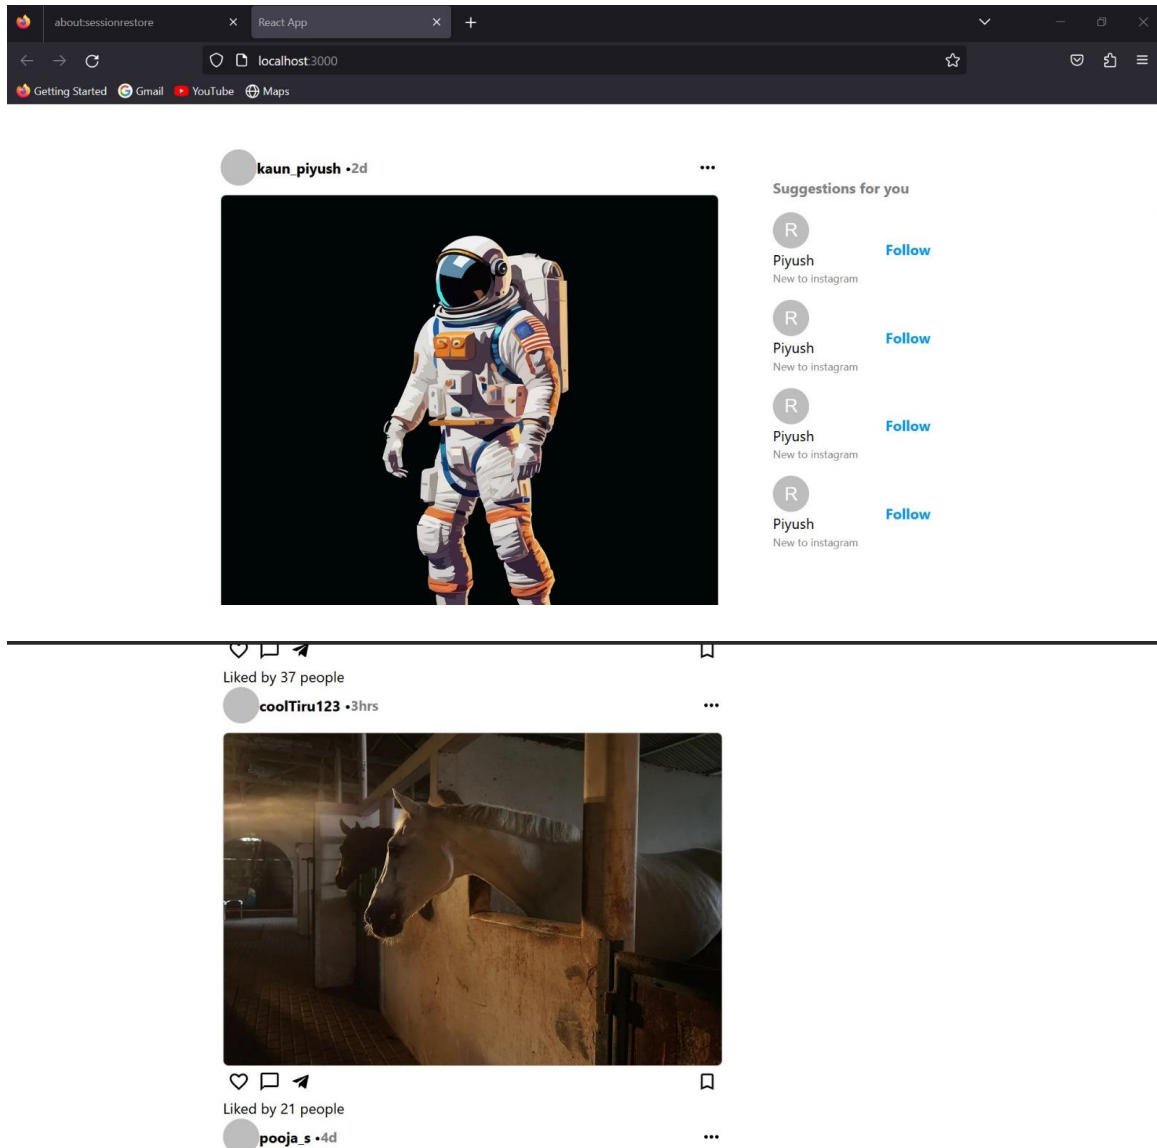 about:sessionrestore
React App
localhost:3000
Getting Started Gmail YouTube Maps
kaun_piyush •2d
Suggestions for you
R
Piyush
New to instagram
Follow
R
Piyush
New to instagram
Follow
R
Piyush
New to instagram
Follow
R
Piyush
New to instagram
Follow
Liked by 37 people
coolTiru123 •3hrs
Liked by 21 people
pooja_s •4d